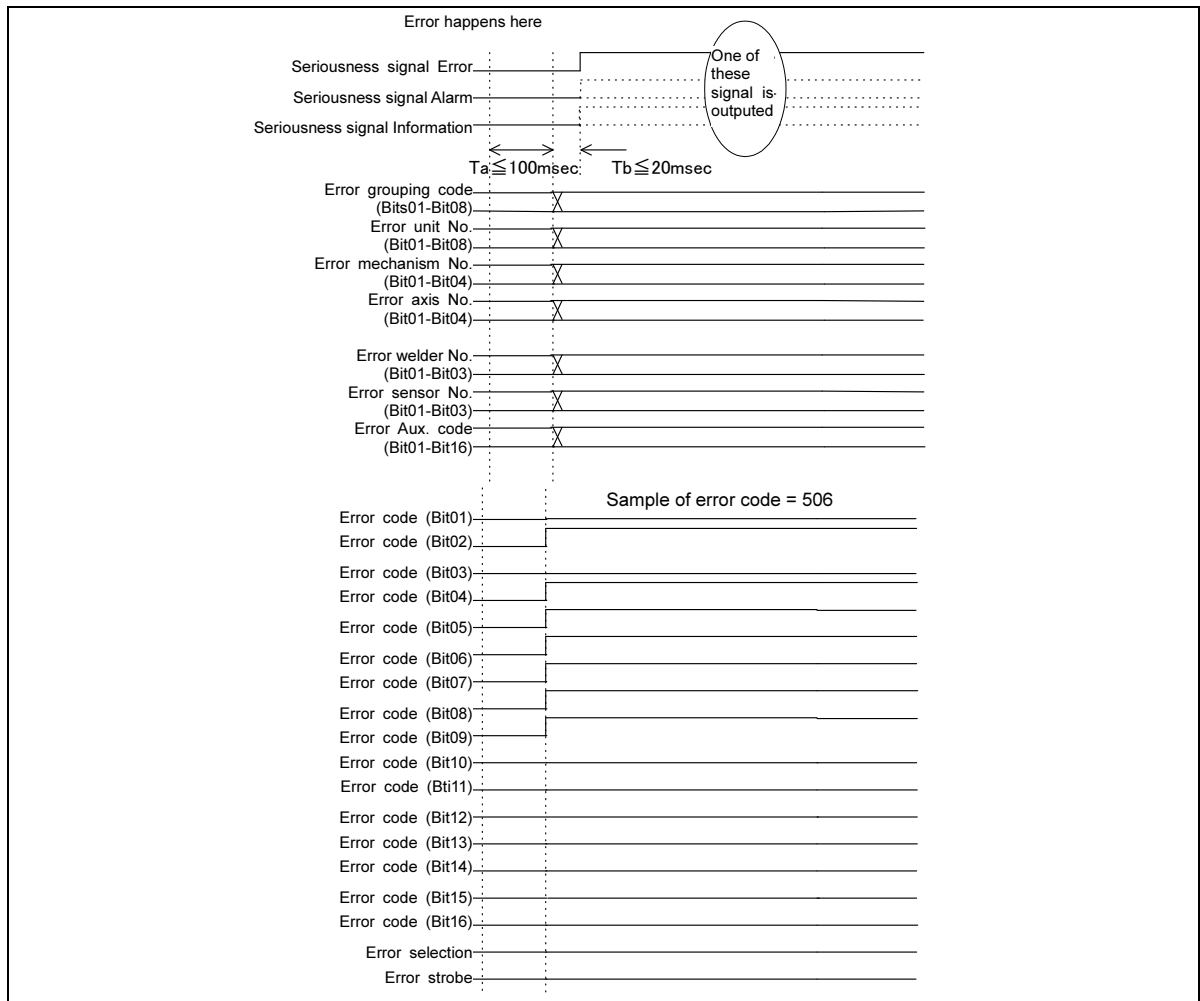 Error happens here
Seriousness signal Error
One of
these
signal is
outputed
Seriousness signal Alarm
Seriousness signal Information
Ta≦100msec Tb≦20msec
Error grouping code
(Bits01-Bit08)
Error unit No.
(Bit01-Bit08)
Error mechanism No.
(Bit01-Bit04)
Error axis No.
(Bit01-Bit04)
Error welder No.
(Bit01-Bit03)
Error sensor No.
(Bit01-Bit03)
Error Aux. code
(Bit01-Bit16)
Sample of error code = 506
Error code (Bit01)
Error code (Bit02)
Error code (Bit03)
Error code (Bit04)
Error code (Bit05)
Error code (Bit06)
Error code (Bit07)
Error code (Bit08)
Error code (Bit09)
Error code (Bit10)
Error code (Bti11)
Error code (Bit12)
Error code (Bit13)
Error code (Bit14)
Error code (Bit15)
Error code (Bit16)
Error selection
Error strobe